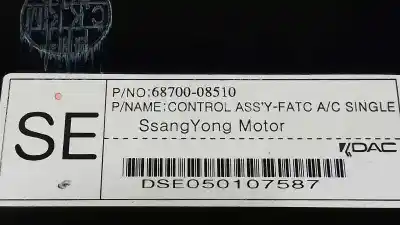 P/NO:68700-08510
P/NAME:CONTROL ASS'Y-FATC A/C SINGLE
SE
SsangYong Motor
DAC
DSE050107587